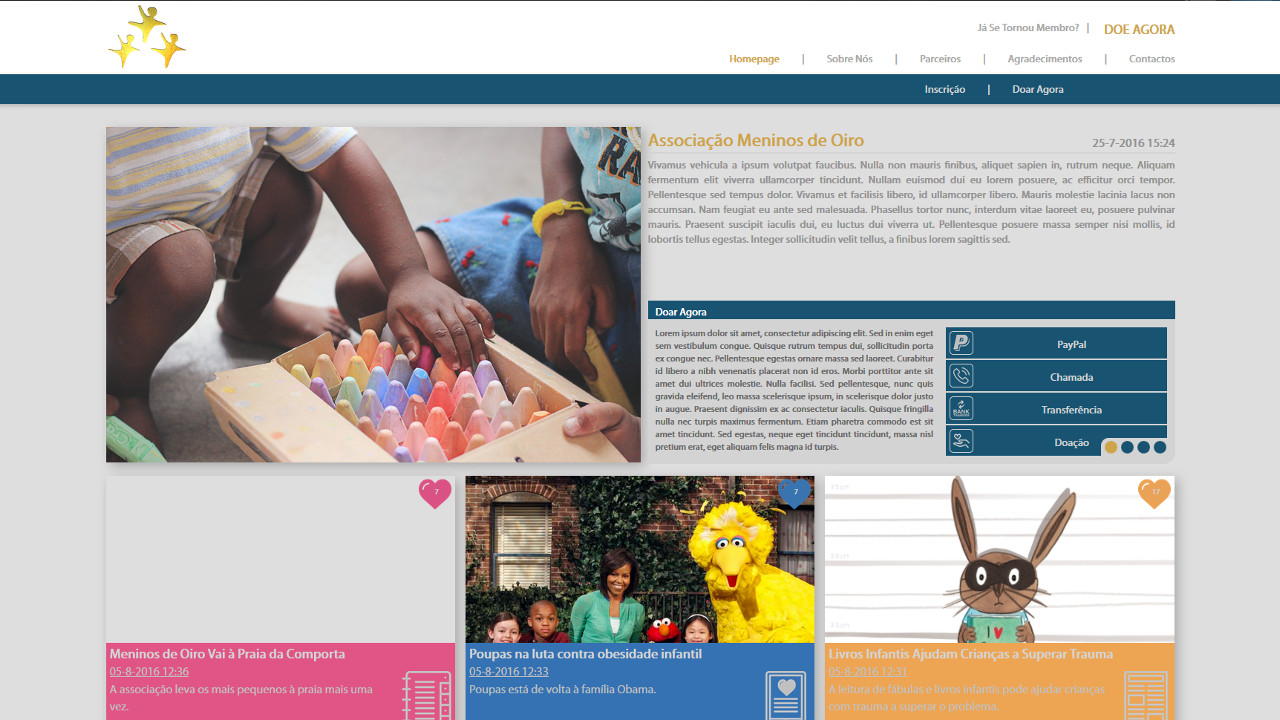 Já Se Tornou Membro? | DOE AGORA
Homepage | Sobre Nós | Parceiros | Agradecimentos | Contactos
Inscrição | Doar Agora
Associação Meninos de Oiro
25-7-2016 15:24
Vivamus vehicula a ipsum volutpat faucibus. Nulla non mauris finibus, aliquet sapien in, rutrum neque. Aliquam
fermentum elit viverra ullamcorper tincidunt. Nullam euismod dui eu lorem posuere, ac efficitur orci tempor.
Pellentesque sed tempus dolor. Vivamus et facilisis libero, id ullamcorper libero. Mauris molestie lacinia lacus non
accumsan. Nam feugiat eu ante sed malesuada. Phasellus tortor nunc, interdum vitae laoreet eu, posuere pulvinar
mauris. Praesent suscipit iaculis dui, eu luctus dui viverra ut. Pellentesque posuere massa semper nisi mollis, id
lobortis tellus egestas. Integer sollicitudin velit tellus, a finibus lorem sagittis sed.
Doar Agora
Lorem ipsum dolor sit amet, consectetur adipiscing elit. Sed in enim eget
sem vestibulum congue. Quisque rutrum tempus dui, sollicitudin porta
ex congue nec. Pellentesque egestas ornare massa sed laoreet. Curabitur
id libero a nibh venenatis placerat non id eros. Morbi porttitor ante sit
amet dui ultrices molestie. Nulla facilisi. Sed pellentesque, nunc quis
gravida eleifend, leo massa scelerisque ipsum, in scelerisque dolor justo
in augue. Praesent dignissim ex ac consectetur iaculis. Quisque fringilla
nulla nec turpis maximus fermentum. Etiam pharetra commodo est sit
amet tincidunt. Sed egestas, neque eget tincidunt tincidunt, massa nisl
pretium erat, eget aliquam felis magna id turpis.
PayPal
Chamada
BANK
Transferência
Doação
7
Meninos de Oiro Vai à Praia da Comporta
05-8-2016 12:36
A associação leva os mais pequenos à praia mais uma
vez.
7
Poupas na luta contra obesidade infantil
05-8-2016 12:33
Poupas está de volta à família Obama.
17
I
Livros Infantis Ajudam Crianças a Superar Trauma
05-8-2016 12:31
A leitura de fábulas e livros infantis pode ajudar crianças
com trauma a superar o problema.